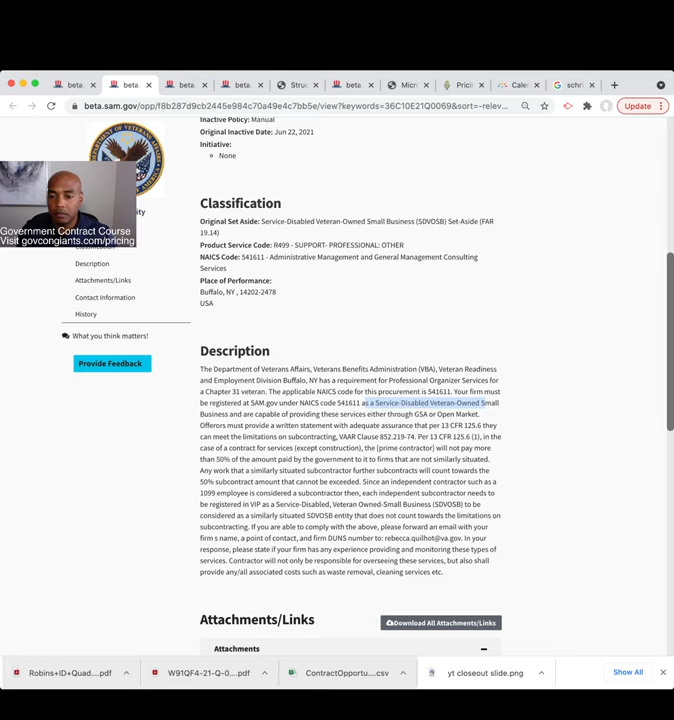 beta.
beta.
beta.
beta.
Struc
beta.
Micr
Pricin
Caler
schri
beta.sam.gov/opp/f8b287d9cb2445e984c70a49e4c7bb5e/view?keywords=36C10E21Q0069&sort=-relev...
Update
Inactive Policy: Manual
Original Inactive Date: Jun 22, 2021
Initiative:
None
DEPARTMENT OF VETERANS AFFAIRS
Government Contract Course
Visit govcongiants.com/pricing
Description
Attachments/Links
Contact Information
History
What you think matters!
Provide Feedback
Classification
Original Set Aside: Service-Disabled Veteran-Owned Small Business (SDVOSB) Set-Aside (FAR
19.14)
Product Service Code: R499 - SUPPORT- PROFESSIONAL: OTHER
NAICS Code: 541611 - Administrative Management and General Management Consulting
Services
Place of Performance:
Buffalo, NY , 14202-2478
USA
Description
The Department of Veterans Affairs, Veterans Benefits Administration (VBA), Veteran Readiness
and Employment Division Buffalo, NY has a requirement for Professional Organizer Services for
a Chapter 31 veteran. The applicable NAICS code for this procurement is 541611. Your firm must
be registered at SAM.gov under NAICS code 541611 as a Service-Disabled Veteran-Owned Small
Business and are capable of providing these services either through GSA or Open Market.
Offerors must provide a written statement with adequate assurance that per 13 CFR 125.6 they
can meet the limitations on subcontracting, VAAR Clause 852.219-74. Per 13 CFR 125.6 (1), in the
case of a contract for services (except construction), the [prime contractor] will not pay more
than 50% of the amount paid by the government to it to firms that are not similarly situated.
Any work that a similarly situated subcontractor further subcontracts will count towards the
50% subcontract amount that cannot be exceeded. Since an independent contractor such as a
1099 employee is considered a subcontractor then, each independent subcontractor needs to
be registered in VIP as a Service-Disabled, Veteran Owned-Small Business (SDVOSB) to be
considered as a similarly situated SDVOSB entity that does not count towards the limitations on
subcontracting. If you are able to comply with the above, please forward an email with your
firm s name, a point of contact, and firm DUNS number to: rebecca.quilhot@va.gov. In your
response, please state if your firm has any experience providing and monitoring these types of
services. Contractor will not only be responsible for overseeing these services, but also shall
provide any/all associated costs such as waste removal, cleaning services etc.
Attachments/Links
Download All Attachments/Links
Attachments
Robins+ID+Quad....pdf
W91QF4-21-Q-0....pdf
ContractOpportu....csv
yt closeout slide.png
Show All